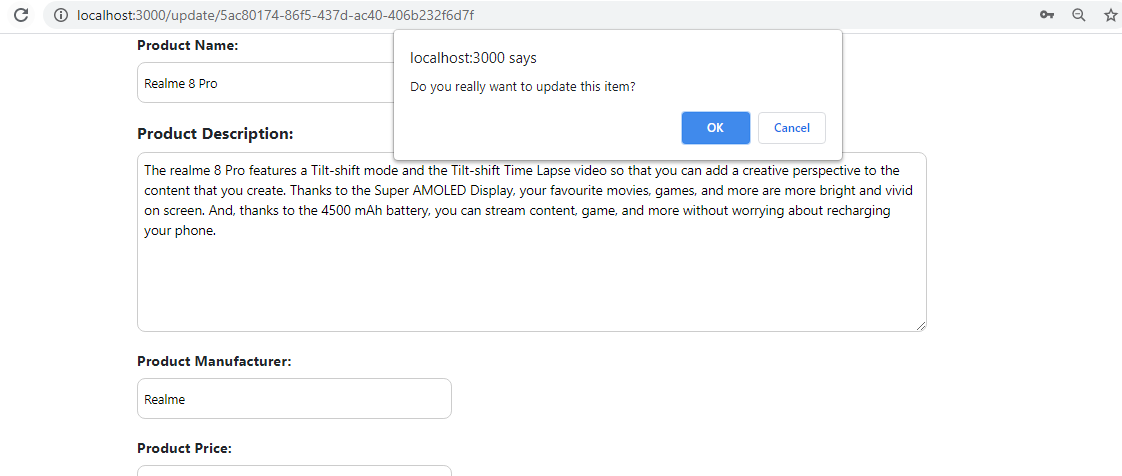 localhost:3000/update/5ac80174-86f5-437d-ac40-406b232f6d7f
Product Name:
Realme 8 Pro
localhost:3000 says
Do you really want to update this item?
OK
Cancel
Product Description:
The realme 8 Pro features a Tilt-shift mode and the Tilt-shift Time Lapse video so that you can add a creative perspective to the
content that you create. Thanks to the Super AMOLED Display, your favourite movies, games, and more are more bright and vivid
on screen. And, thanks to the 4500 mAh battery, you can stream content, game, and more without worrying about recharging
your phone.
Product Manufacturer:
Realme
Product Price: